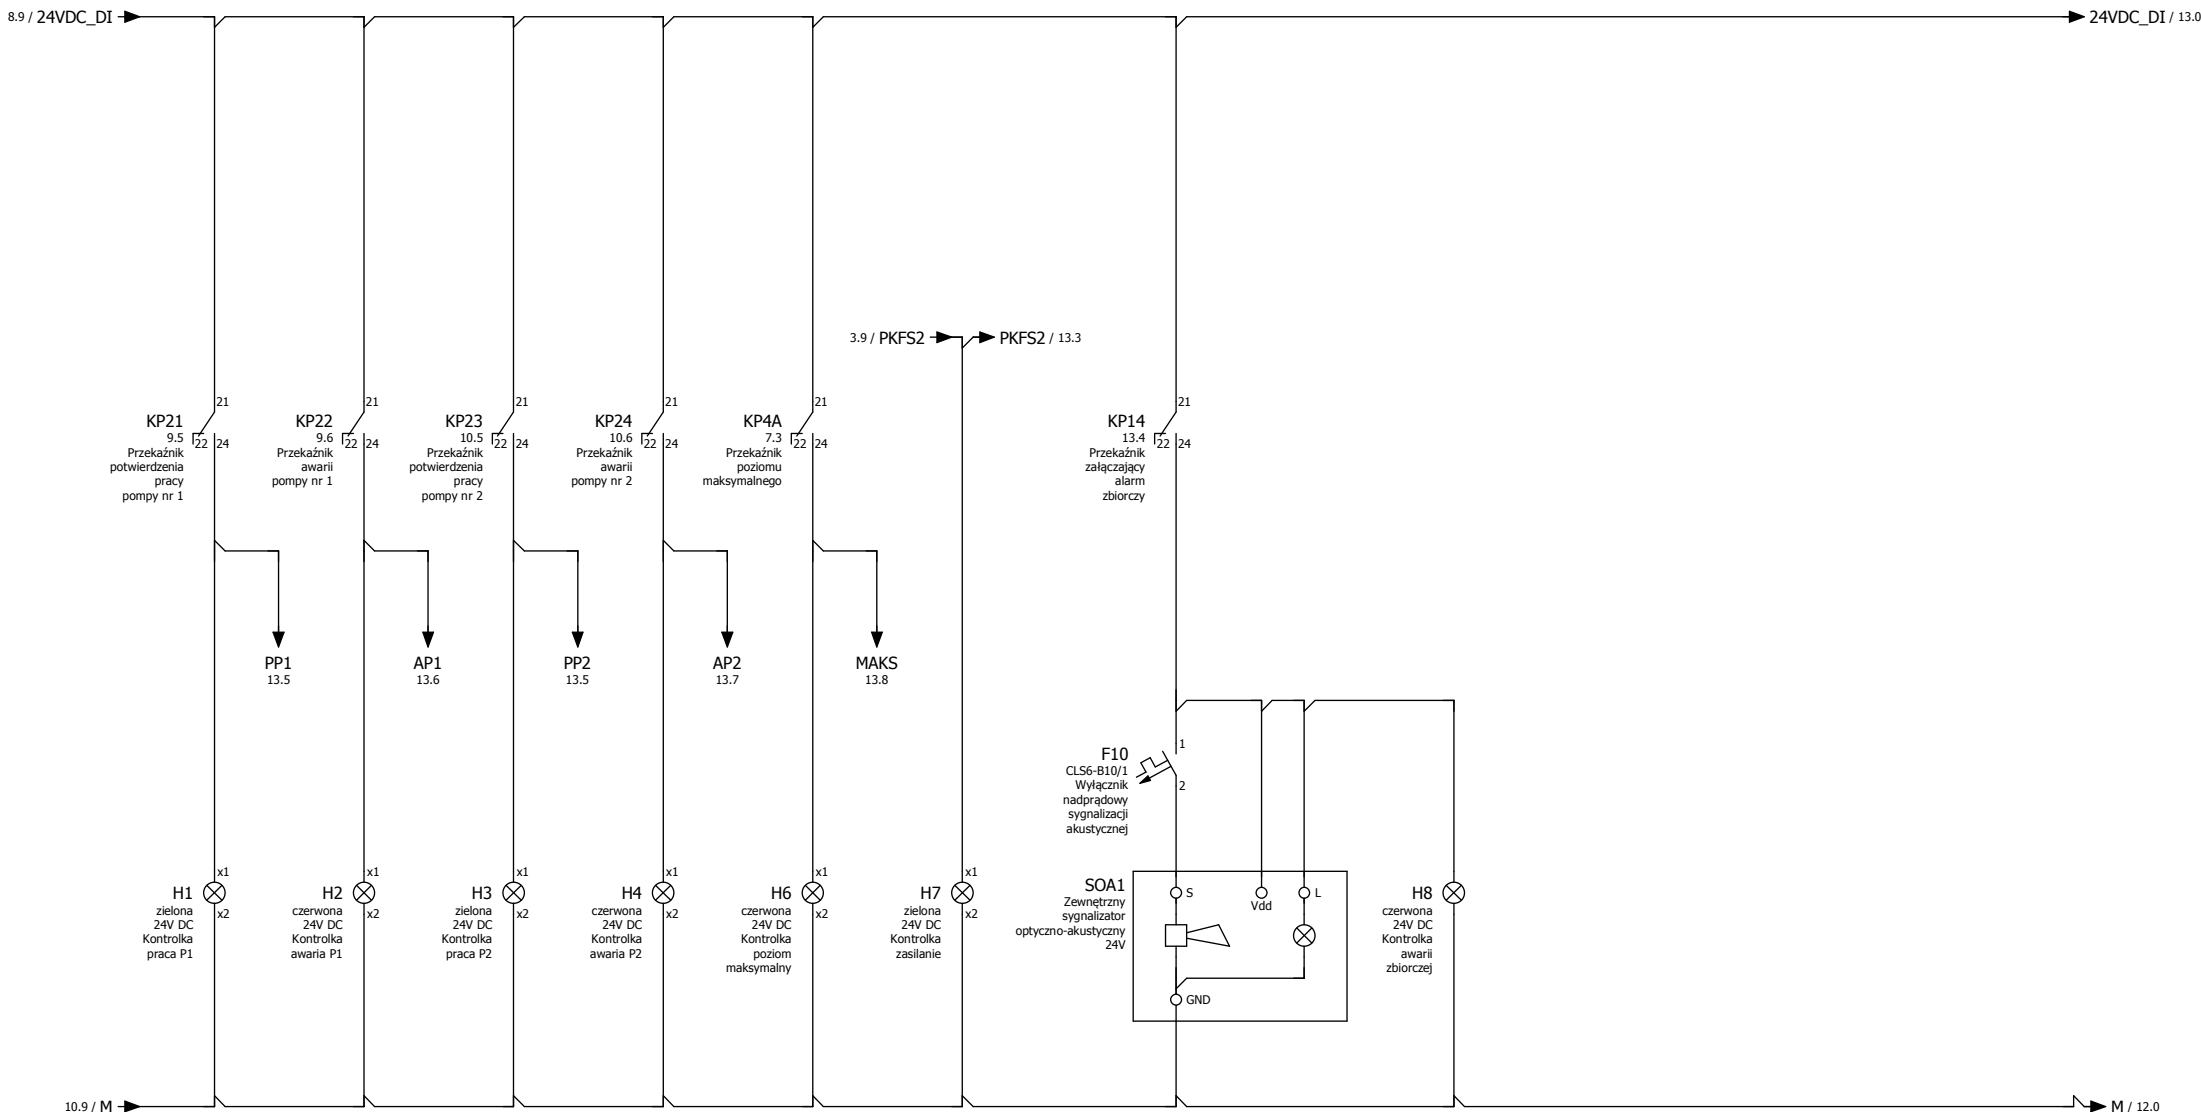 8.9 / 24VDC_DI
24VDC_DI / 13.0
3.9 / PKFS2
PKFS2 / 13.3
21
KP21
9.5
22
24
Przekaźnik
potwierdzenia
pracy
pompy nr 1
21
KP22
9.6
22
24
Przekaźnik
awarii
pompy nr 1
21
KP23
10.5
22
24
Przekaźnik
potwierdzenia
pracy
pompy nr 2
21
KP24
10.6
22
24
Przekaźnik
awarii
pompy nr 2
21
KP4A
7.3
22
24
Przekaźnik
poziomu
maksymalnego
21
KP14
13.4
22
24
Przekaźnik
załączający
alarm
zbiorczy
PP1
13.5
AP1
13.6
PP2
13.5
AP2
13.7
MAKS
13.8
1
F10
CLS6-B10/1
Wyłącznik
2
nadprądowy
sygnalizacji
akustycznej
x1
H1
x2
zielona
24V DC
Kontrolka
praca P1
x1
H2
x2
czerwona
24V DC
Kontrolka
awaria P1
x1
H3
x2
zielona
24V DC
Kontrolka
praca P2
x1
H4
x2
czerwona
24V DC
Kontrolka
awaria P2
x1
H6
x2
czerwona
24V DC
Kontrolka
poziom
maksymalny
x1
H7
x2
zielona
24V DC
Kontrolka
zasilanie
SOA1
Zewnętrzny
sygnalizator
optyczno-akustyczny
24V
S
Vdd
L
GND
H8
czerwona
24V DC
Kontrolka
awarii
zbiorczej
10.9 / M
M / 12.0